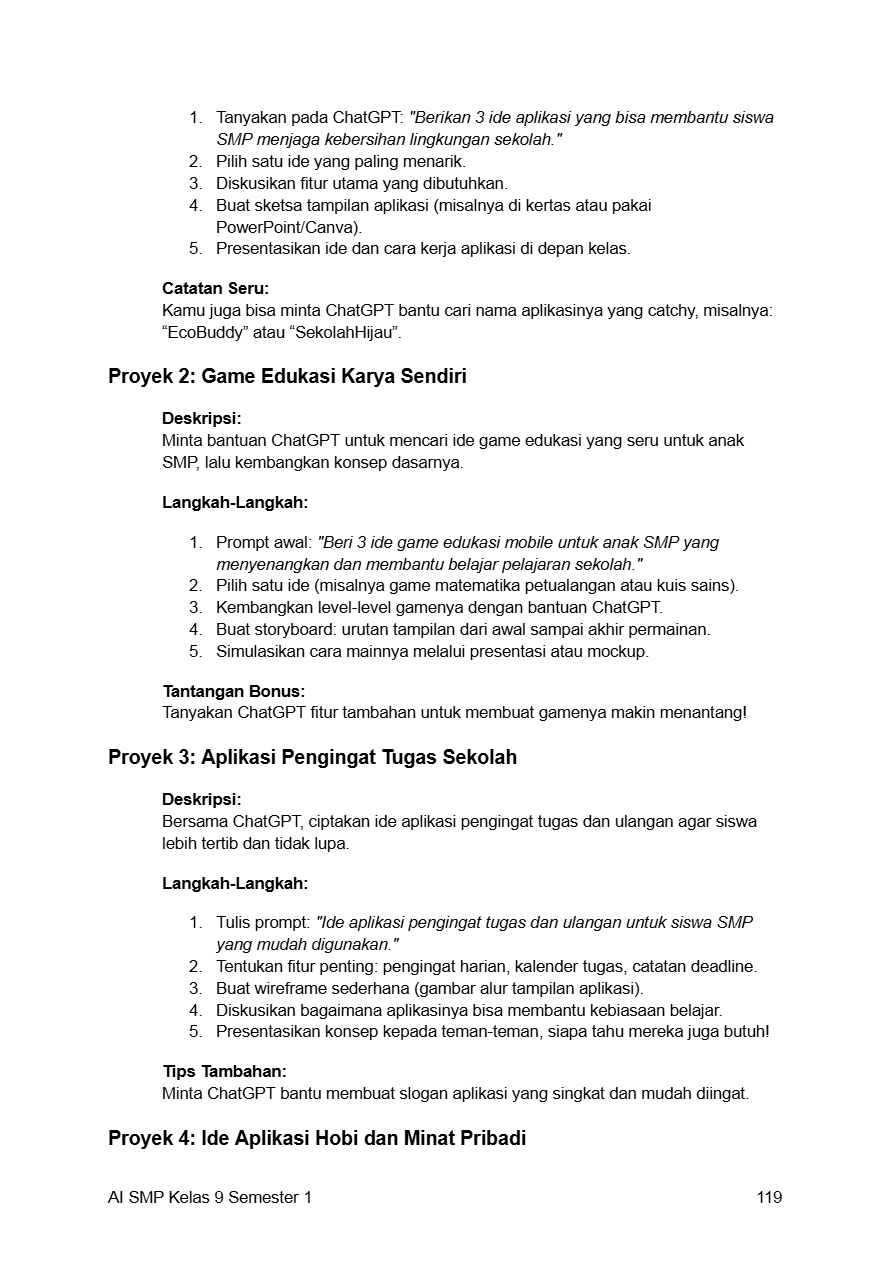 1. Tanyakan pada ChatGPT: "Berikan 3 ide aplikasi yang bisa membantu siswa
SMP menjaga kebersihan lingkungan sekolah."
2. Pilih satu ide yang paling menarik.
3. Diskusikan fitur utama yang dibutuhkan.
4. Buat sketsa tampilan aplikasi (misalnya di kertas atau pakai
PowerPoint/Canva).
5. Presentasikan ide dan cara kerja aplikasi di depan kelas.
Catatan Seru:
Kamu juga bisa minta ChatGPT bantu cari nama aplikasinya yang catchy, misalnya:
“EcoBuddy” atau “SekolahHijau”.
Proyek 2: Game Edukasi Karya Sendiri
Deskripsi:
Minta bantuan ChatGPT untuk mencari ide game edukasi yang seru untuk anak
SMP, lalu kembangkan konsep dasarnya.
Langkah-Langkah:
1. Prompt awal: "Beri 3 ide game edukasi mobile untuk anak SMP yang
menyenangkan dan membantu belajar pelajaran sekolah."
2. Pilih satu ide (misalnya game matematika petualangan atau kuis sains).
3. Kembangkan level-level gamenya dengan bantuan ChatGPT.
4. Buat storyboard: urutan tampilan dari awal sampai akhir permainan.
5. Simulasikan cara mainnya melalui presentasi atau mockup.
Tantangan Bonus:
Tanyakan ChatGPT fitur tambahan untuk membuat gamenya makin menantang!
Proyek 3: Aplikasi Pengingat Tugas Sekolah
Deskripsi:
Bersama ChatGPT, ciptakan ide aplikasi pengingat tugas dan ulangan agar siswa
lebih tertib dan tidak lupa.
Langkah-Langkah:
1. Tulis prompt: "Ide aplikasi pengingat tugas dan ulangan untuk siswa SMP
yang mudah digunakan."
2. Tentukan fitur penting: pengingat harian, kalender tugas, catatan deadline.
3. Buat wireframe sederhana (gambar alur tampilan aplikasi).
4. Diskusikan bagaimana aplikasinya bisa membantu kebiasaan belajar.
5. Presentasikan konsep kepada teman-teman, siapa tahu mereka juga butuh!
Tips Tambahan:
Minta ChatGPT bantu membuat slogan aplikasi yang singkat dan mudah diingat.
Proyek 4: Ide Aplikasi Hobi dan Minat Pribadi
AI SMP Kelas 9 Semester 1 119